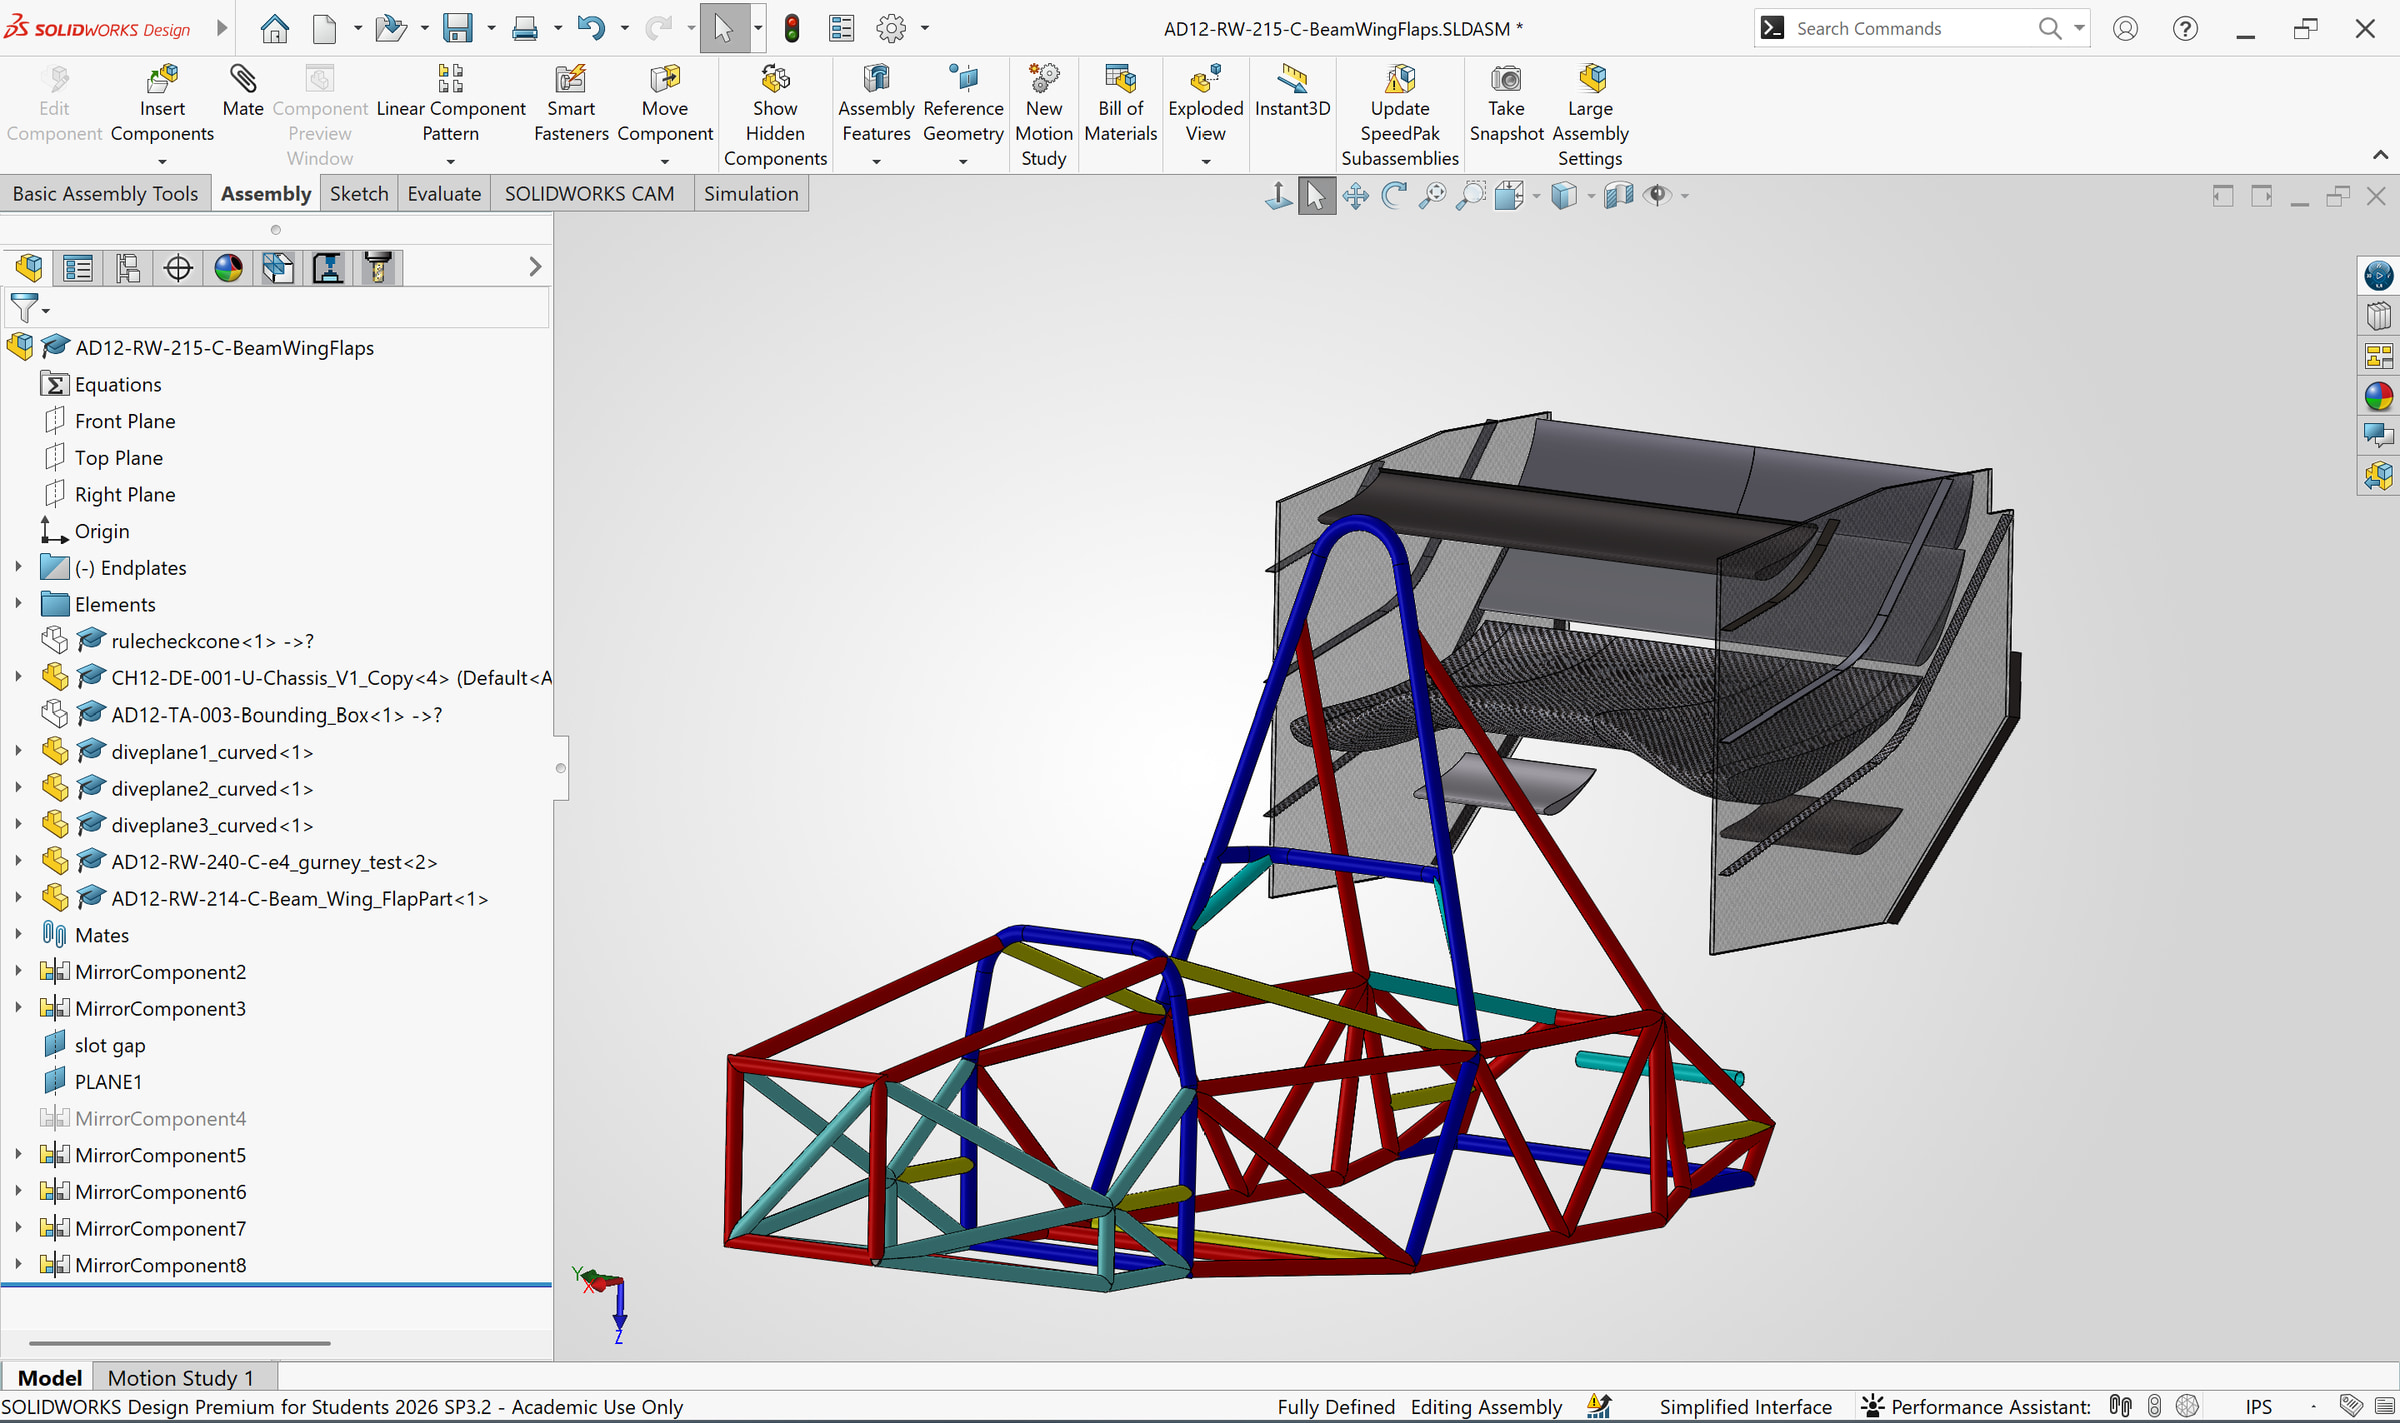 SOLIDWORKS Design
AD12-RW-215-C-BeamWingFlaps.SLDASM *
Search Commands
Edit Component
Insert Components
Mate
Component Preview Window
Linear Component Pattern
Smart Fasteners
Move Component
Show Hidden Components
Assembly Features
Reference Geometry
New Motion Study
Bill of Materials
Exploded View
Instant3D
Update SpeedPak Subassemblies
Take Snapshot
Large Assembly Settings
Basic Assembly Tools
Assembly
Sketch
Evaluate
SOLIDWORKS CAM
Simulation
AD12-RW-215-C-BeamWingFlaps
Equations
Front Plane
Top Plane
Right Plane
Origin
(-) Endplates
Elements
rulecheckcone<1> ->?
CH12-DE-001-U-Chassis_V1_Copy<4> (Default<A
AD12-TA-003-Bounding_Box<1> ->?
diveplane1_curved<1>
diveplane2_curved<1>
diveplane3_curved<1>
AD12-RW-240-C-e4_gurney_test<2>
AD12-RW-214-C-Beam_Wing_FlapPart<1>
Mates
MirrorComponent2
MirrorComponent3
slot gap
PLANE1
MirrorComponent4
MirrorComponent5
MirrorComponent6
MirrorComponent7
MirrorComponent8
Y
X
Z
Model
Motion Study 1
SOLIDWORKS Design Premium for Students 2026 SP3.2 - Academic Use Only
Fully Defined
Editing Assembly
Simplified Interface
Performance Assistant:
IPS